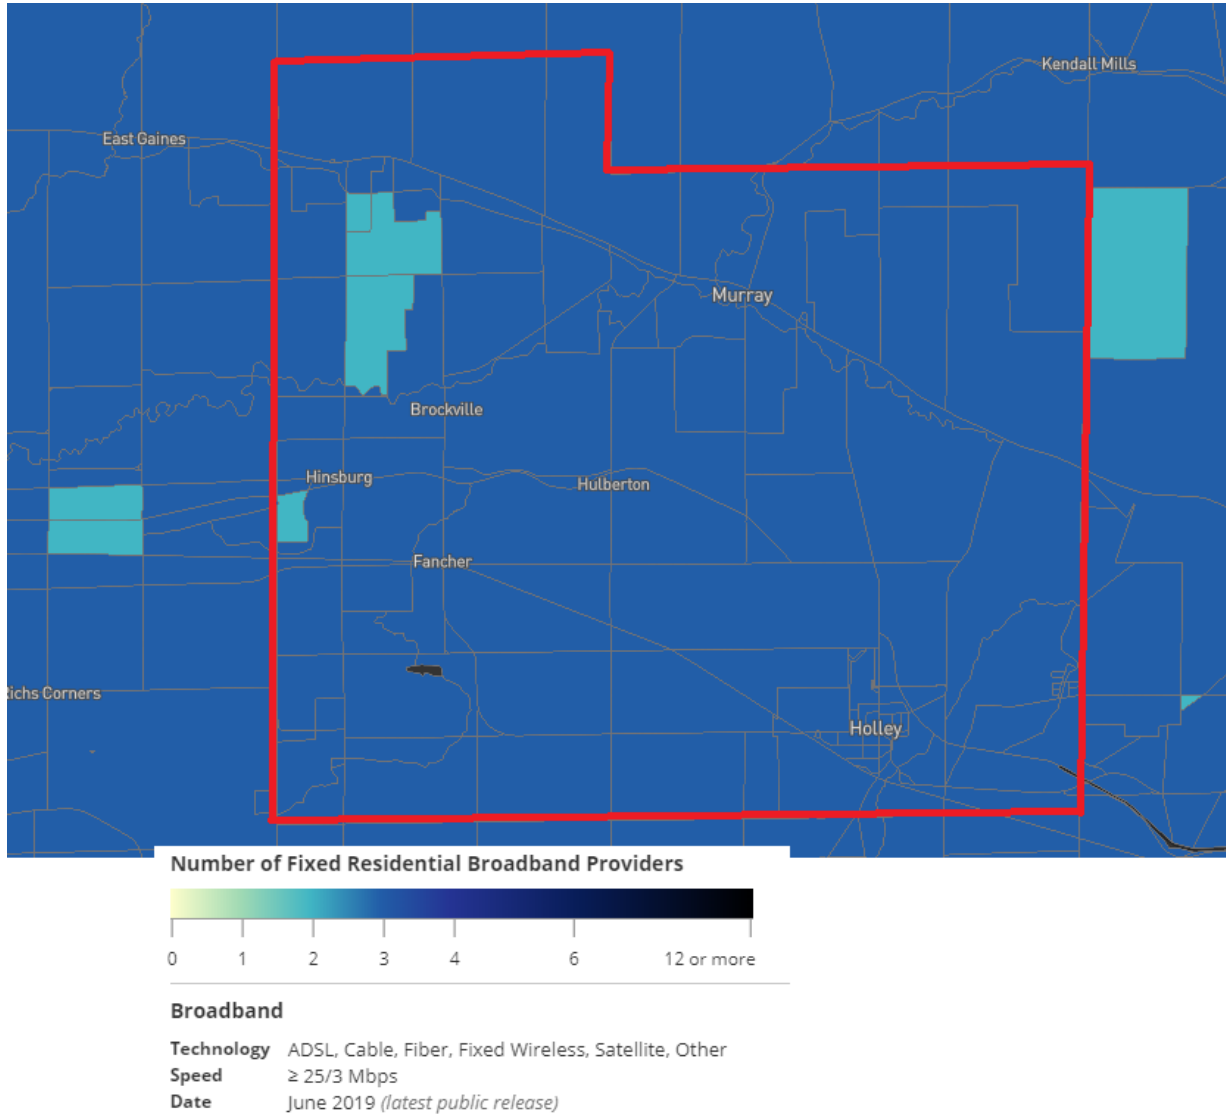 Kendall Mills
East Gaines
Murray
Brockville
Hinsburg
Hulberton
Fancher
Richs Corners
Holley
Number of Fixed Residential Broadband Providers
0 1 2 3 4 6 12 or more
Broadband
Technology ADSL, Cable, Fiber, Fixed Wireless, Satellite, Other
Speed ≥ 25/3 Mbps
Date June 2019 (latest public release)